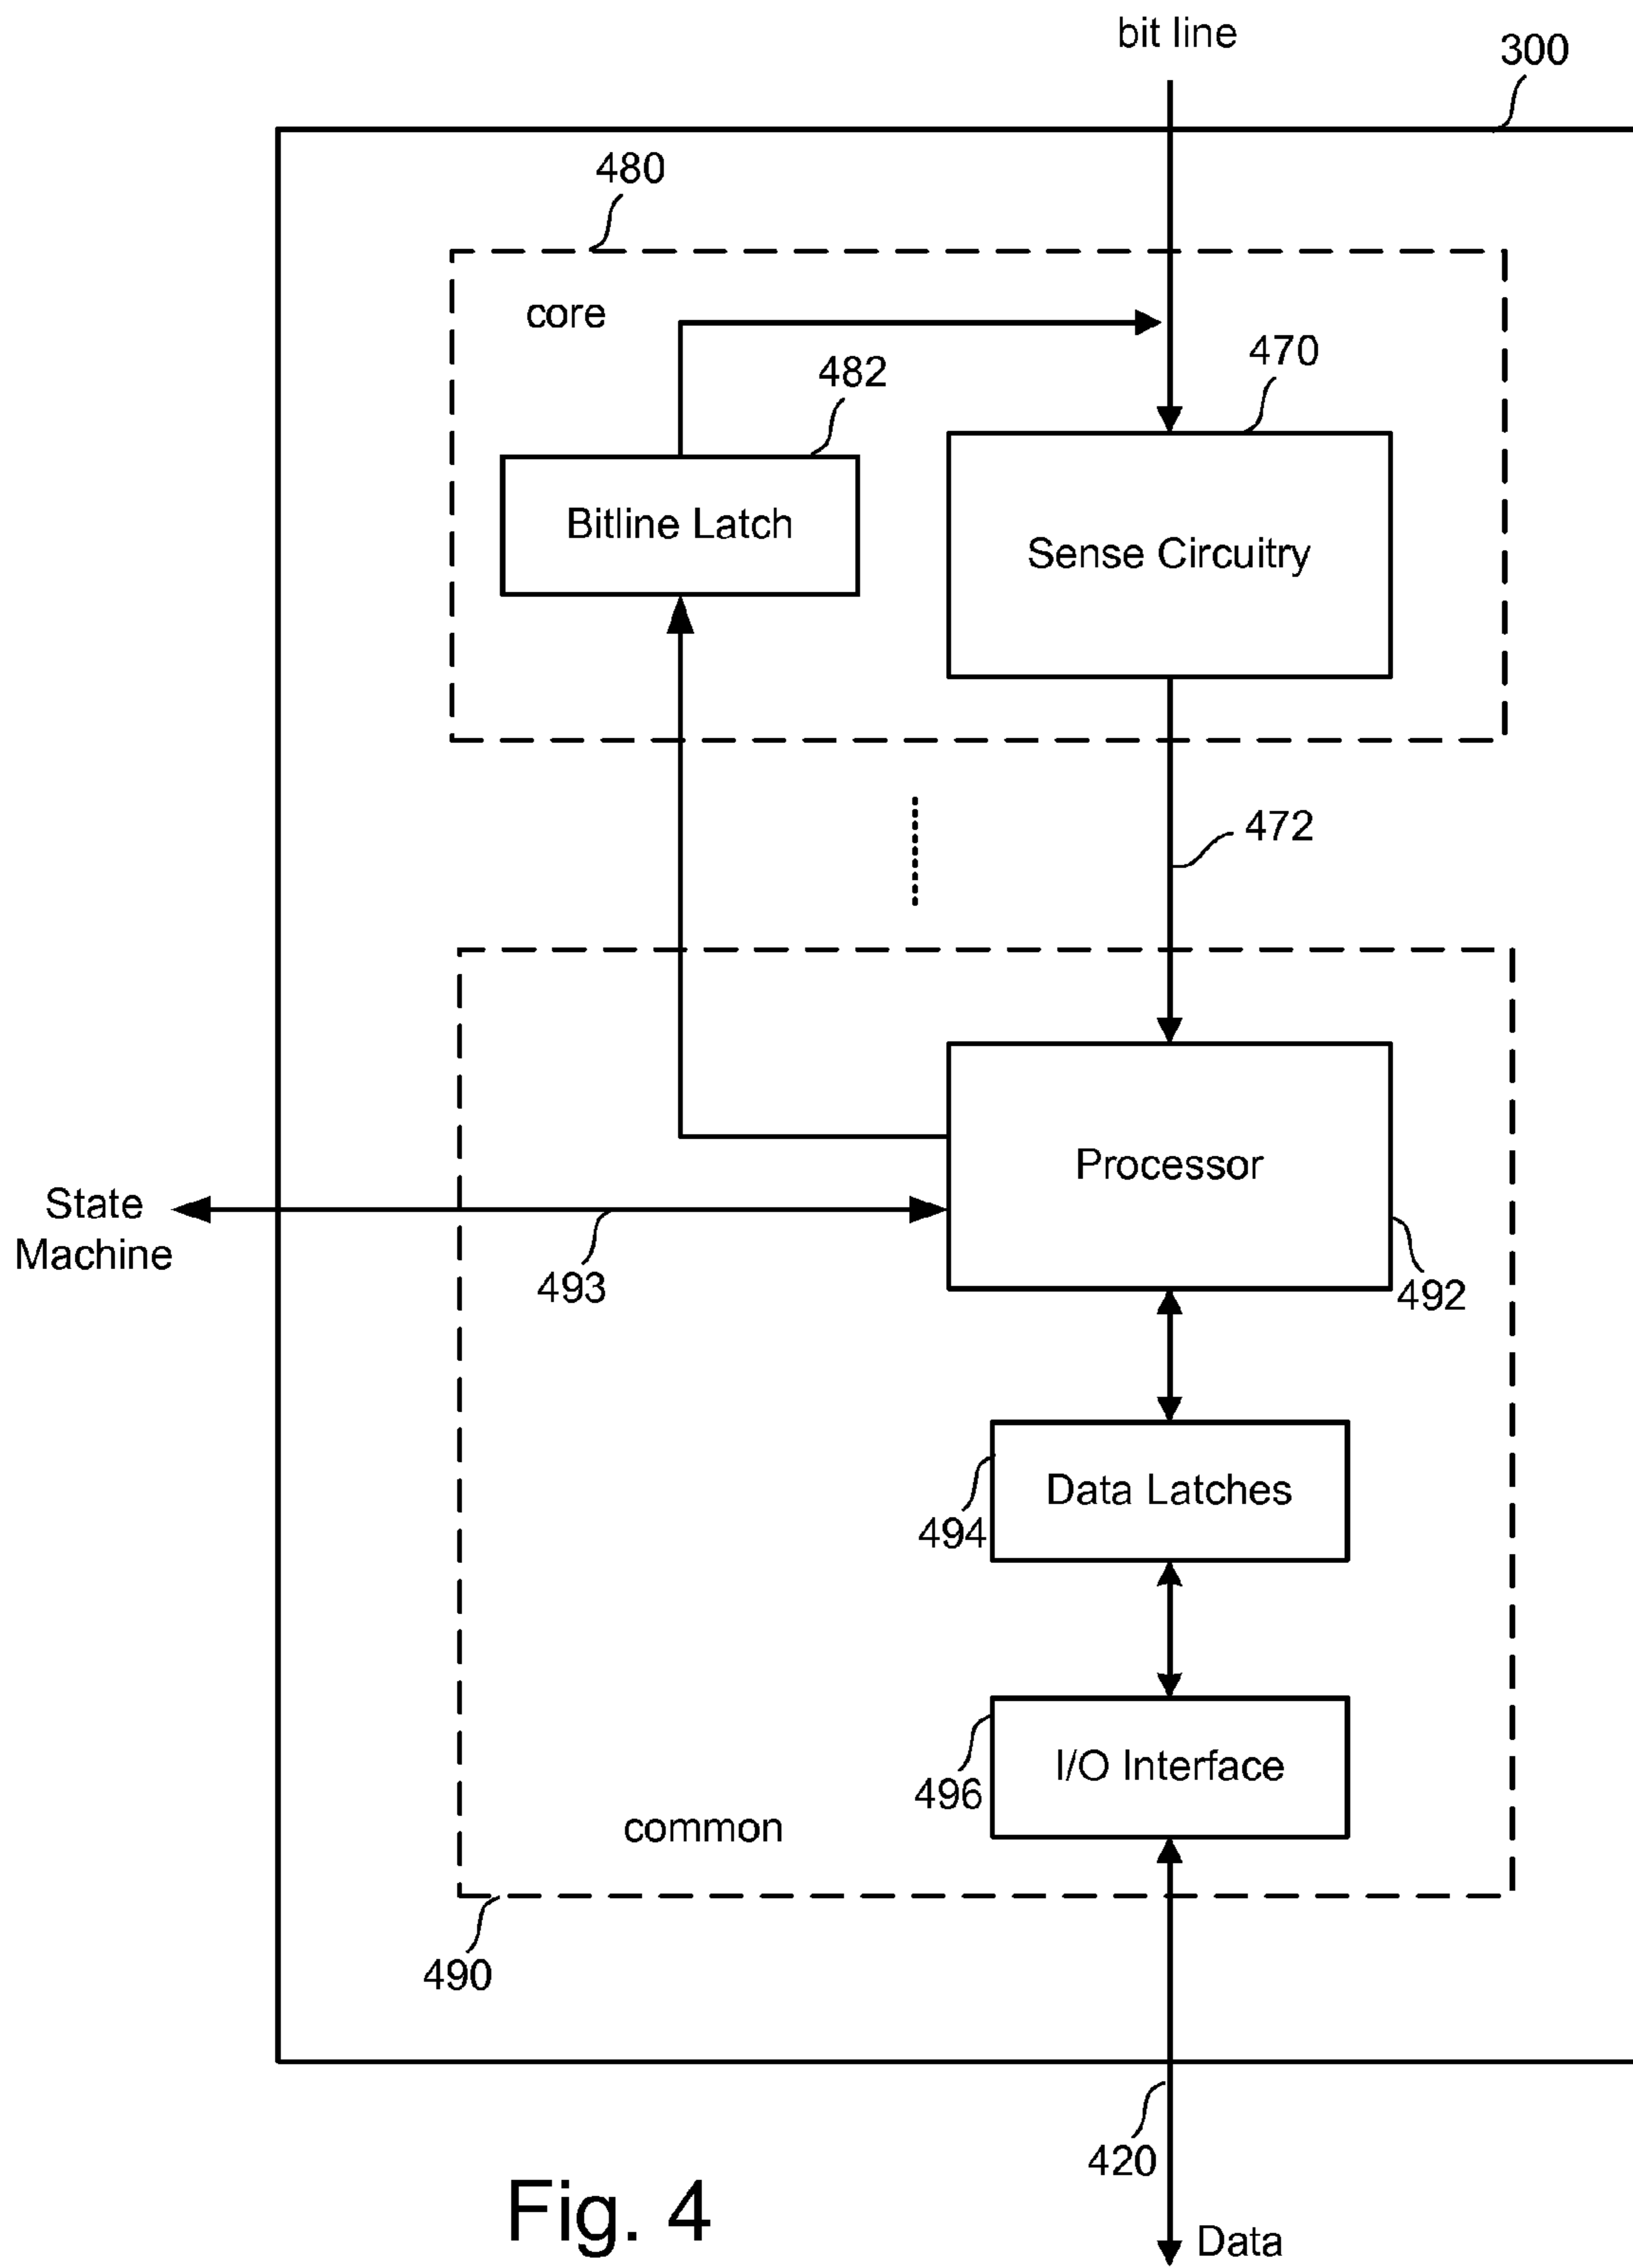 bit line
300
480
core
470
482
Bitline Latch
Sense Circuitry
472
Processor
State
Machine
493
492
Data Latches
494
I/O Interface
496
common
490
420
Fig. 4
Data